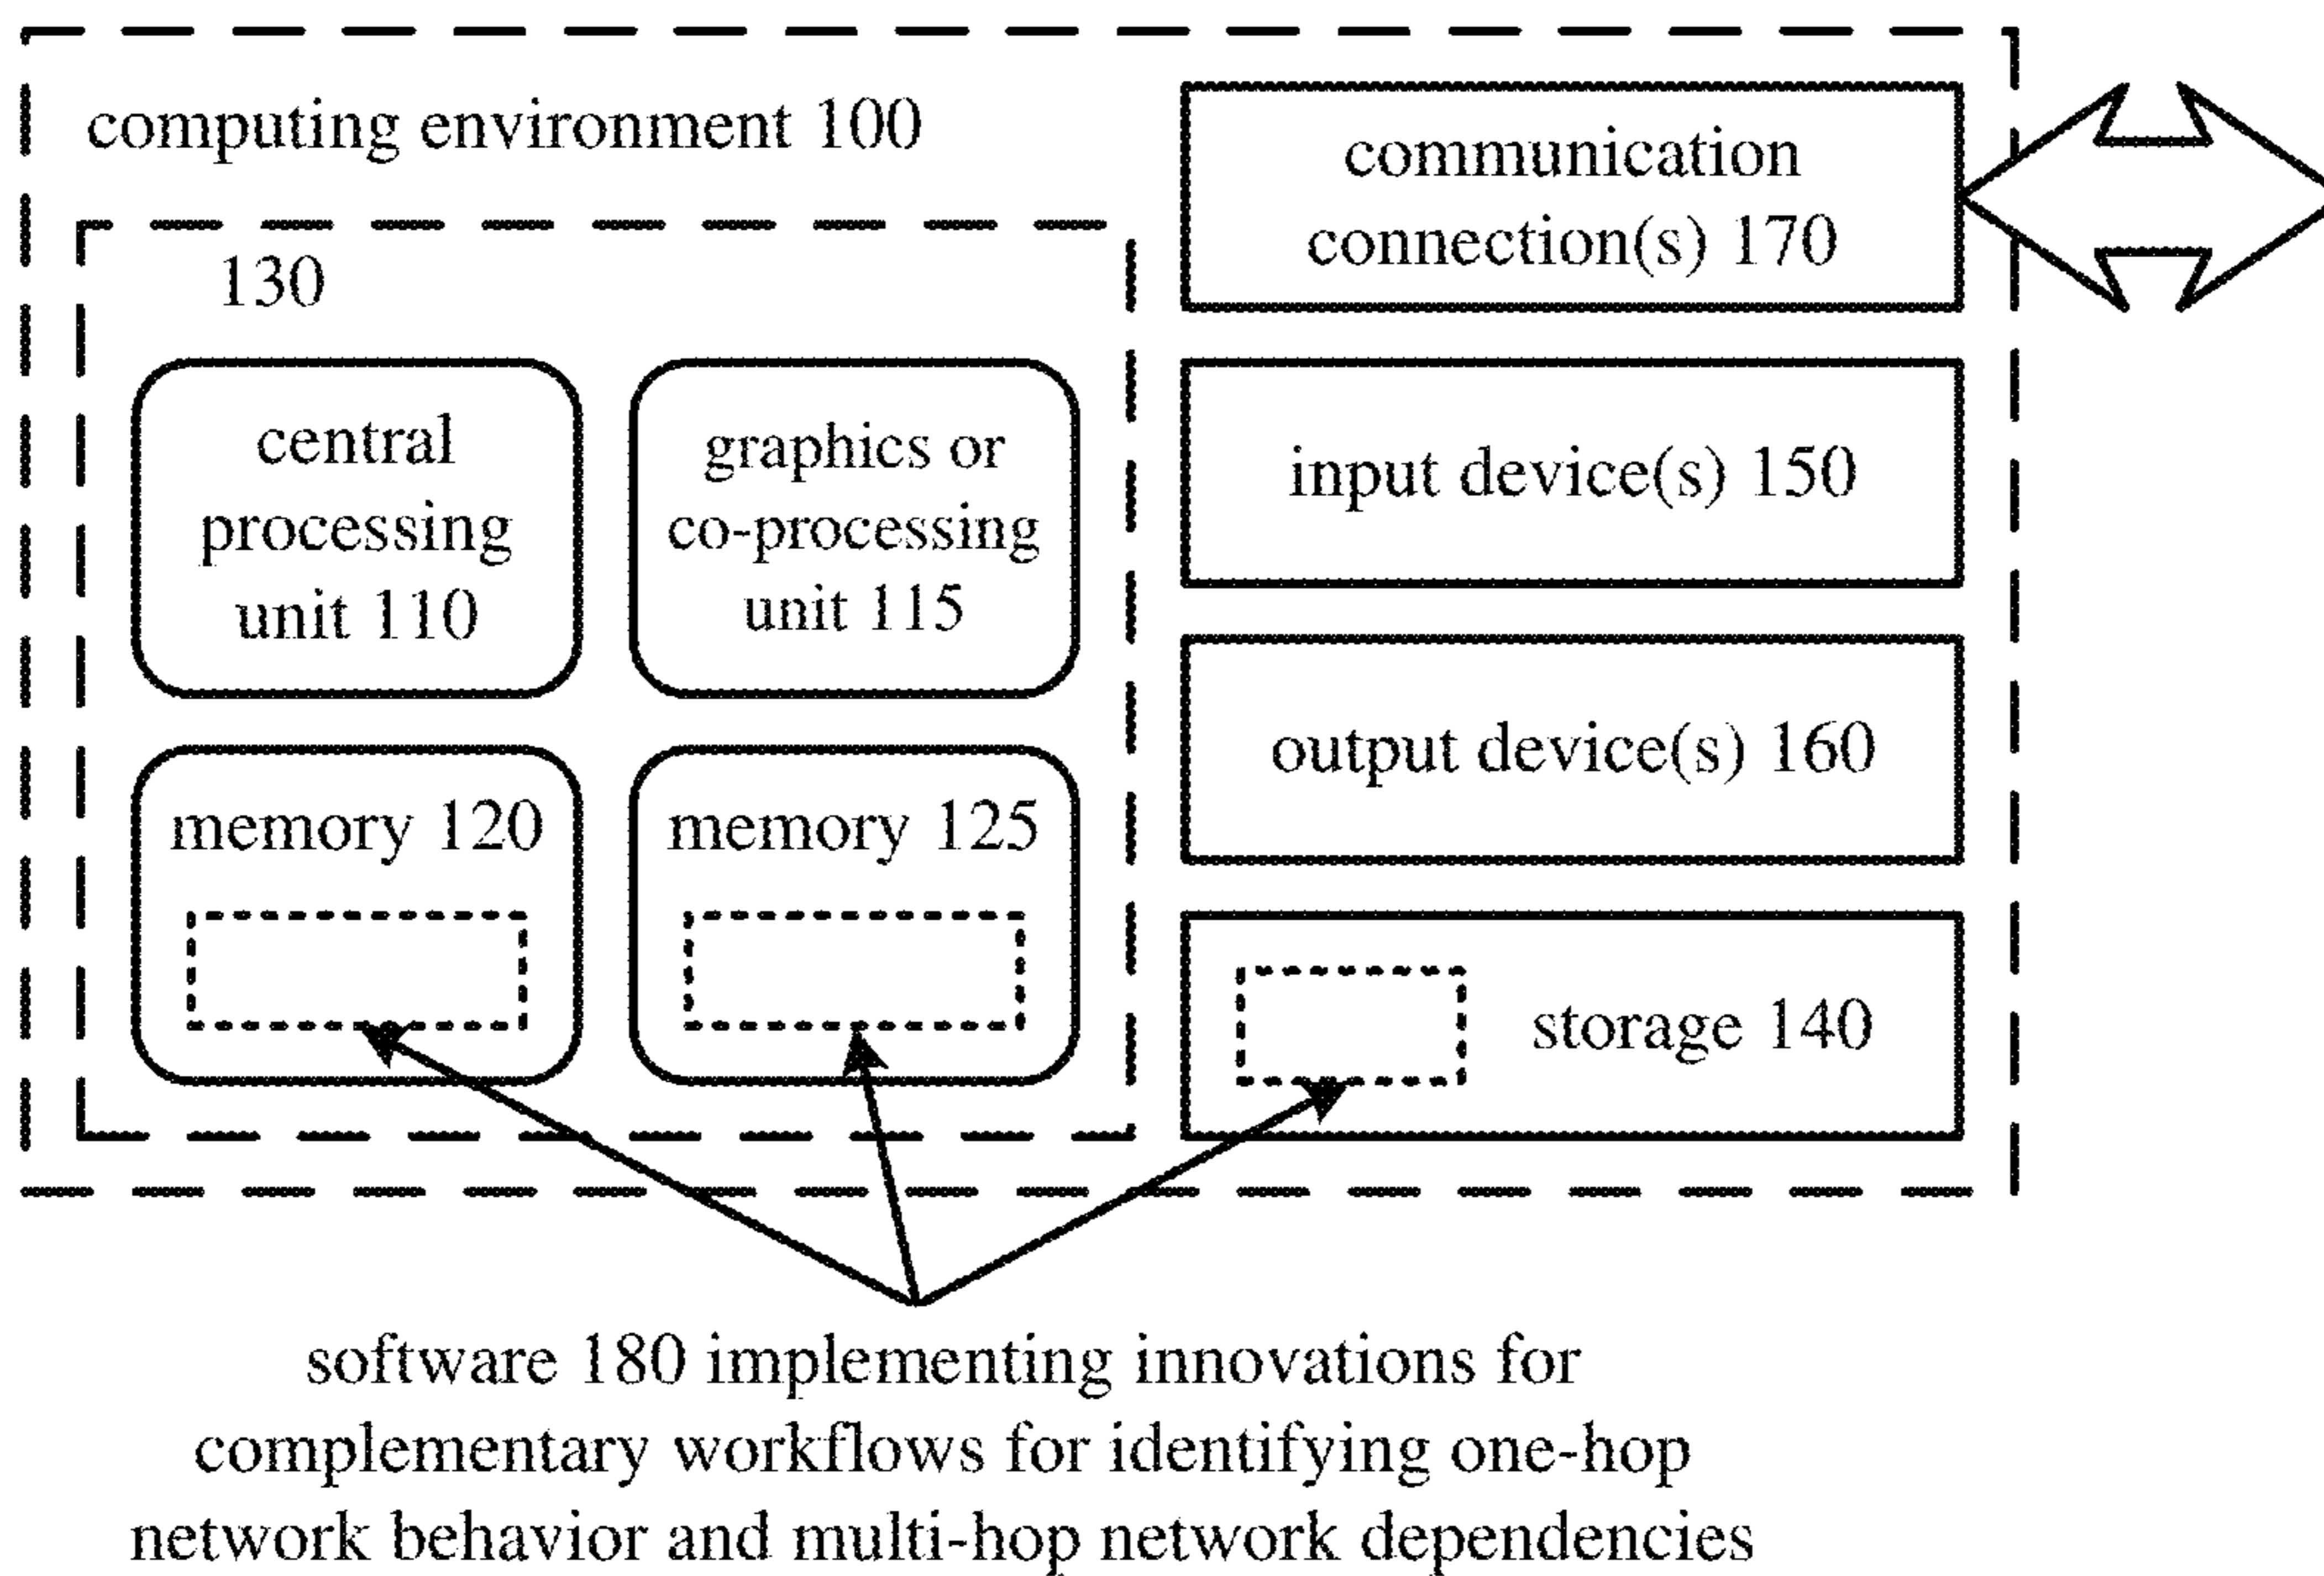 computing environment 100
130
central
processing
unit 110
graphics or
co-processing
unit 115
memory 120
memory 125
communication
connection(s) 170
input device(s) 150
output device(s) 160
storage 140
software 180 implementing innovations for
complementary workflows for identifying one-hop
network behavior and multi-hop network dependencies